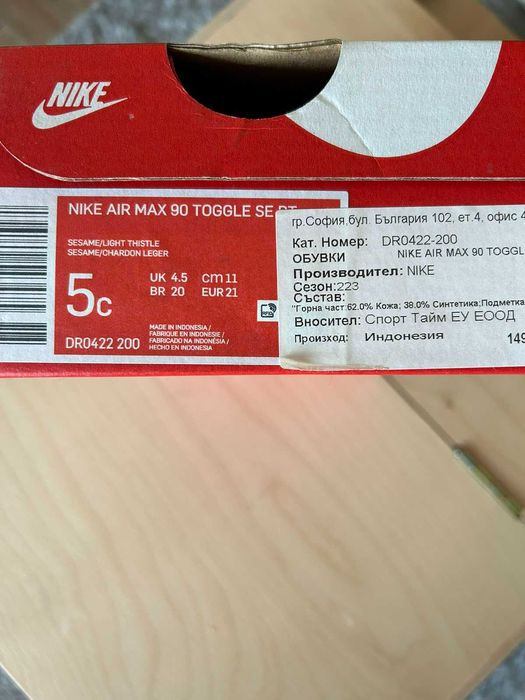 NIKE
NIKE AIR MAX 90 TOGGLE SE
SESAME/LIGHT THISTLE
SESAME/CHARDON LEGER
5C
UK 4.5 CM 11
BR 20 EUR 21
MADE IN INDONESIA /
FABRIQUE EN INDONESIE /
FABRICADO NA INDONÉSIA /
HECHO EN INDONESIA
DR0422 200
гр.София.бул. България 102, ет.4, офис 4
Кат. Номер: DR0422-200
ОБУВКИ NIKE AIR MAX 90 TOGGL
Производител: NIKE
Сезон:223
Състав:
"Горна част:62.0% Кожа; 38.0% Синтетика;Подметка
Вносител: Спорт Тайм ЕУ ЕООД
Произход: Индонезия 149